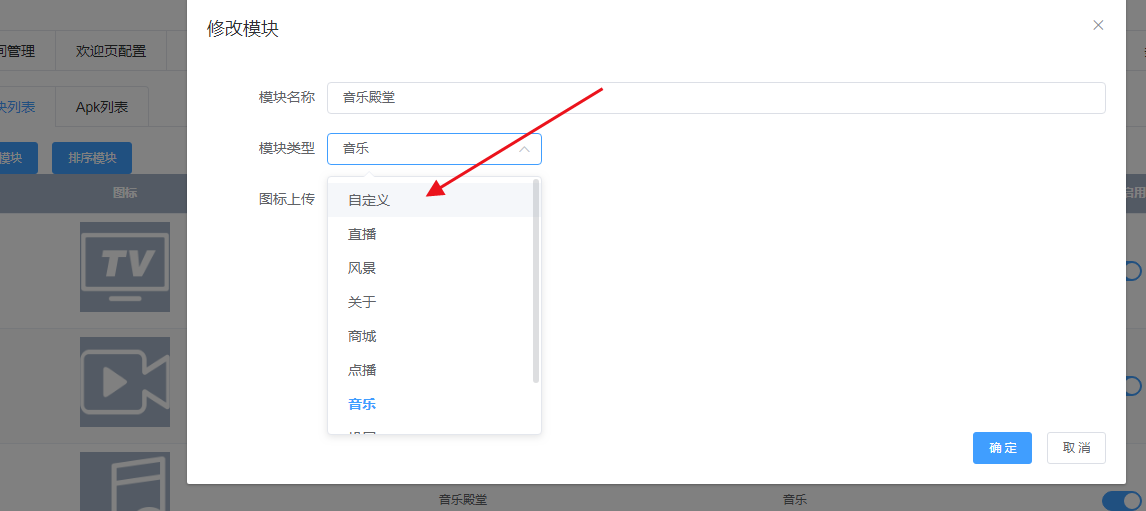 修改模块
间管理
欢迎页配置
模块名称
音乐殿堂
块列表
Apk列表
模块类型
音乐
模块
排序模块
图标
图标上传
启用
自定义
直播
风景
关于
商城
点播
音乐
TV
确定
取消
音乐殿堂
音乐